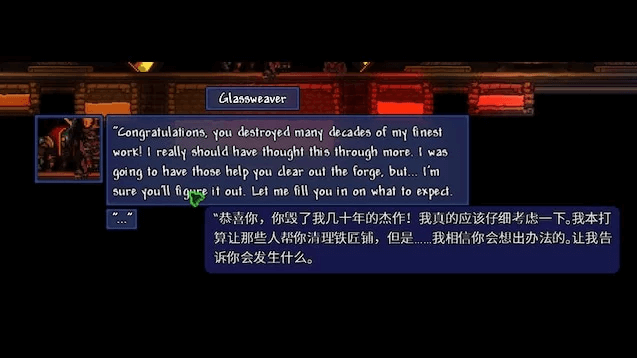 Glassweaver
"Congratulations, you destroyed many decades of my finest
work! I really should have thought this through more. I was
going to have those help you clear out the forge, but... I'm
sure you'll figure it out. Let me fill you in on what to expect.
"..."
“恭喜你，你毁了我几十年的杰作！我真的应该仔细考虑一下。我本打
算让那些人帮你清理铁匠铺，但是……我相信你会想出办法的。让我告
诉你会发生什么。